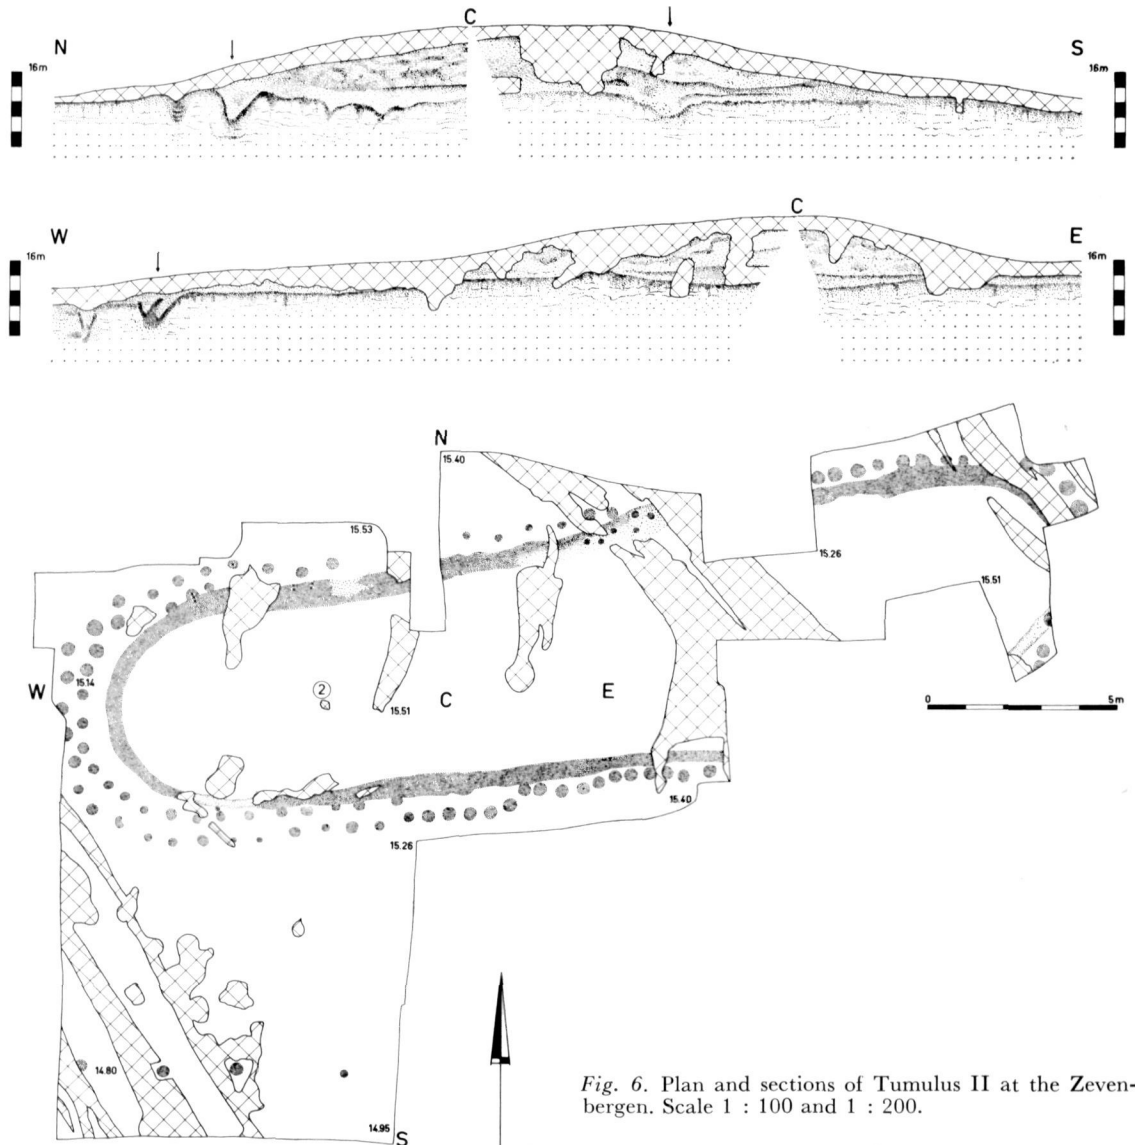 C
N
S
16m
16m
C
W
E
16m
16m
N
15.40
15.53
15.26
15.51
W
15.14
2
C
E
15.51
0 5m
15.40
15.26
14.80
14.95
S
Fig. 6. Plan and sections of Tumulus II at the Zeven-
bergen. Scale 1 : 100 and 1 : 200.